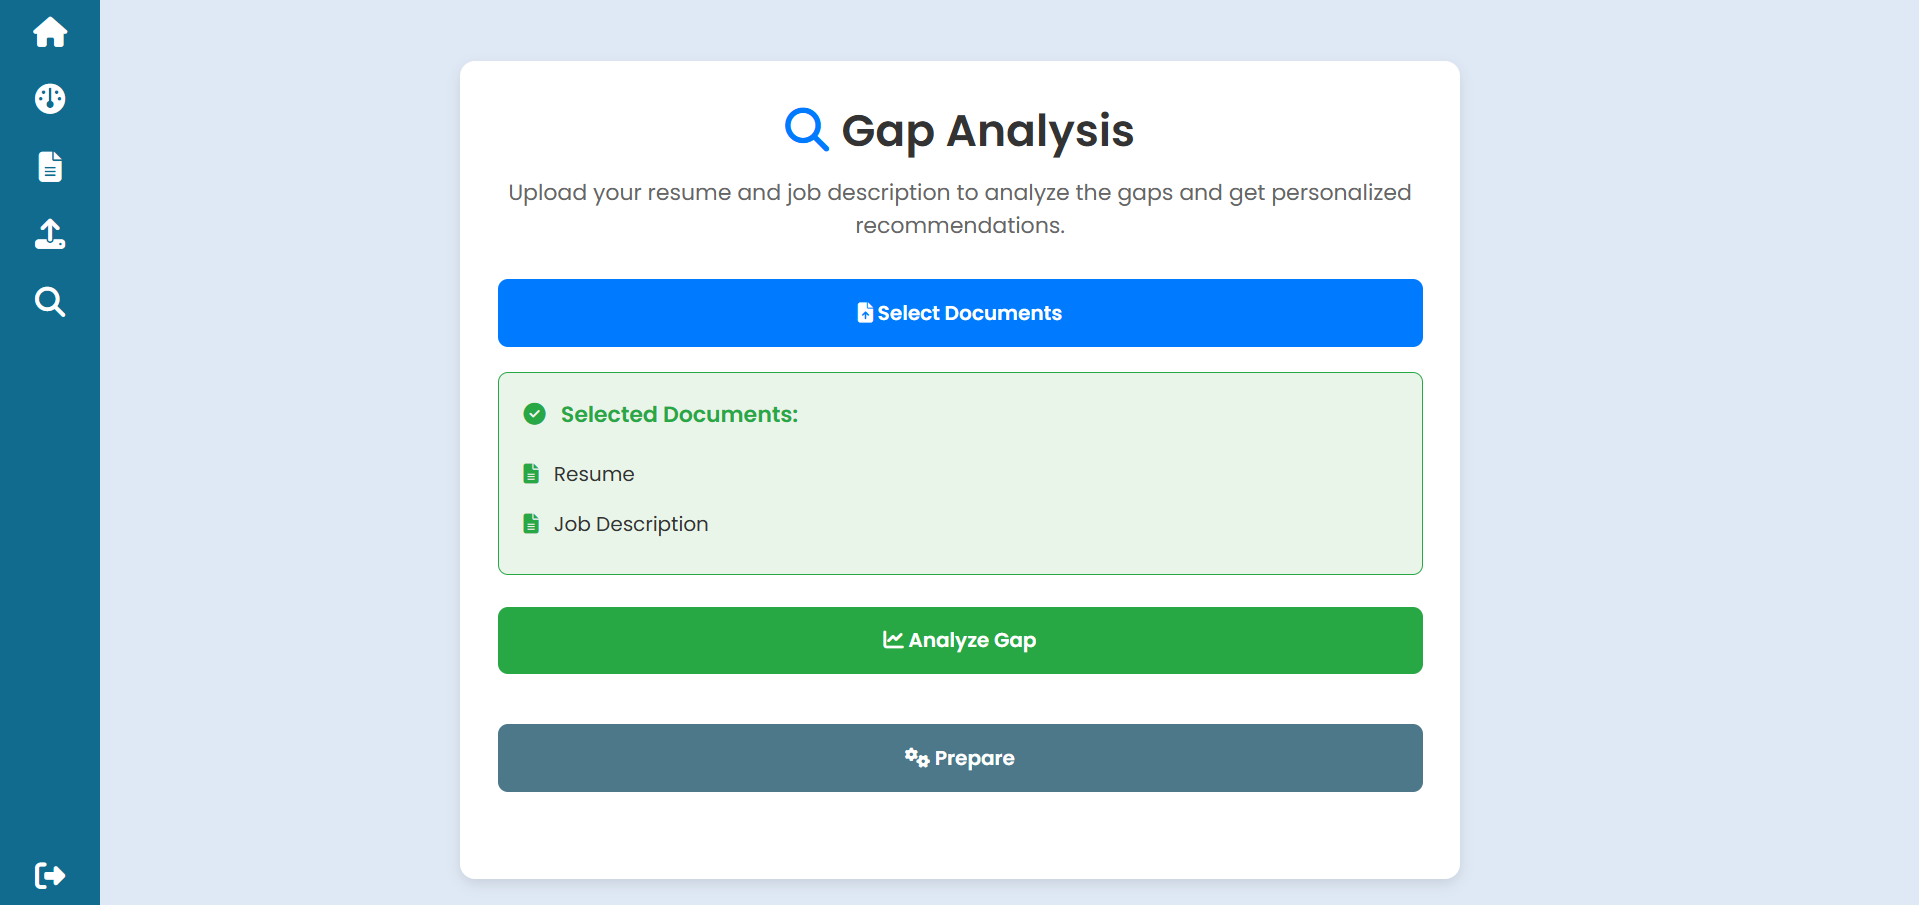 Gap Analysis
Upload your resume and job description to analyze the gaps and get personalized
recommendations.
Select Documents
Selected Documents:
Resume
Job Description
Analyze Gap
Prepare